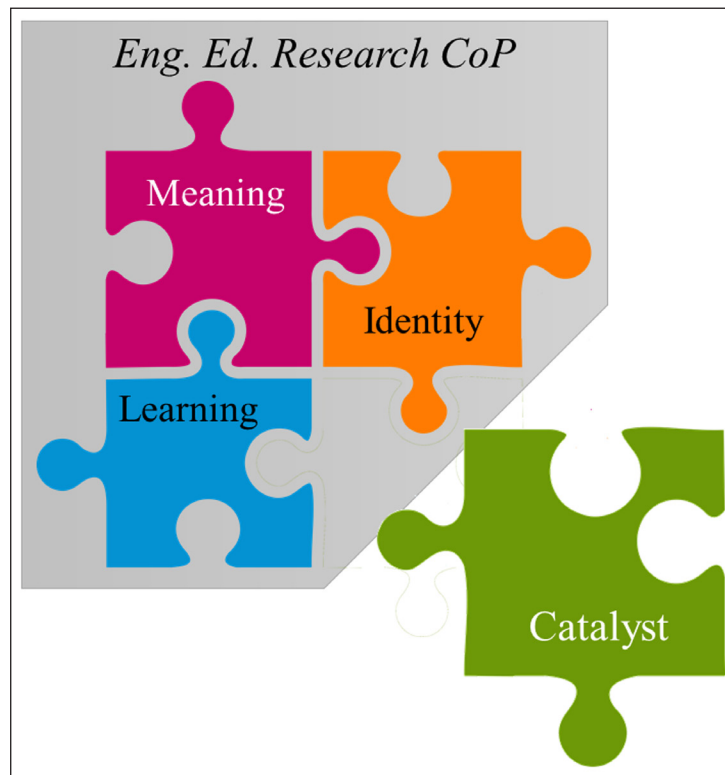 Eng. Ed. Research CoP
Meaning
Identity
Learning
Catalyst